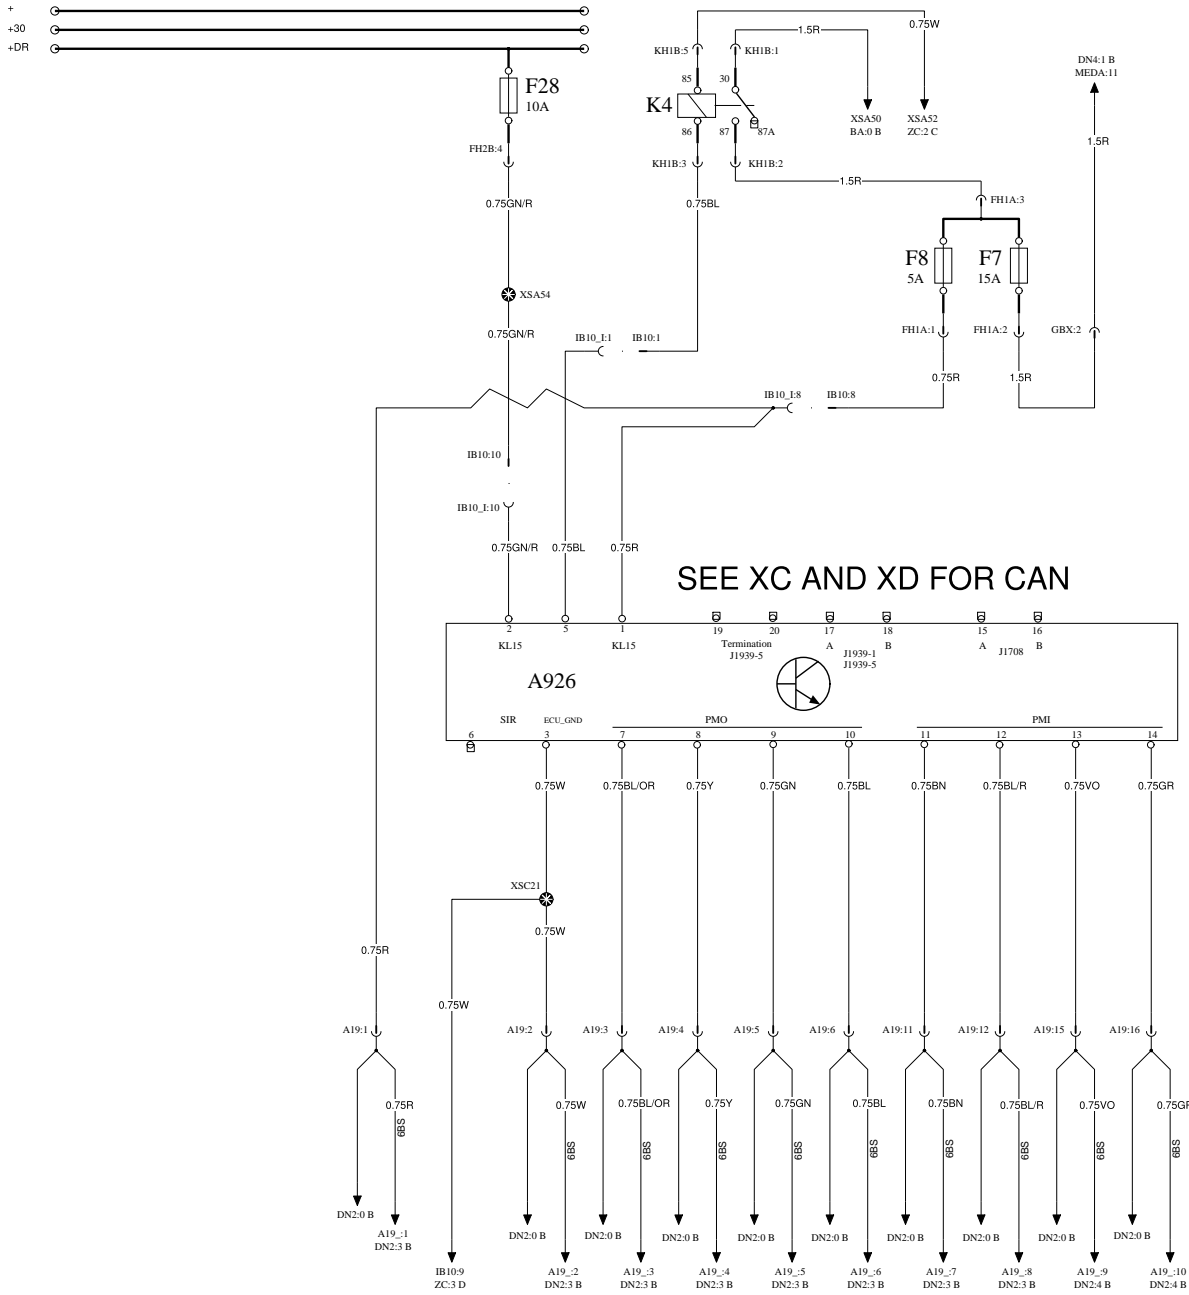 +
+30
+DR
F28
10A
FH2B:4
0.75GN/R
XSA54
0.75GN/R
KH1B:5
KH1B:1
1.5R
0.75W
85
30
K4
86
87
87A
KH1B:3
KH1B:2
XSA50
BA:0 B
XSA52
ZC:2 C
DN4:1 B
MEDA:11
1.5R
0.75BL
1.5R
FH1A:3
F8
5A
F7
15A
FH1A:1
FH1A:2
GBX:2
0.75R
1.5R
IB10_I:1
IB10:1
IB10_I:8
IB10:8
IB10:10
IB10_I:10
0.75GN/R
0.75BL
0.75R
SEE XC AND XD FOR CAN
2
5
1
19
20
17
18
15
16
KL15
KL15
Termination
J1939-5
A
J1939-1
J1939-5
B
A
J1708
B
A926
SIR
ECU_GND
PMO
PMI
6
3
7
8
9
10
11
12
13
14
0.75W
0.75BL/OR
0.75Y
0.75GN
0.75BL
0.75BN
0.75BL/R
0.75VO
0.75GR
XSC21
0.75W
0.75R
0.75W
A19:1
A19:2
A19:3
A19:4
A19:5
A19:6
A19:11
A19:12
A19:15
A19:16
0.75R
0.75W
0.75BL/OR
0.75Y
0.75GN
0.75BL
0.75BN
0.75BL/R
0.75VO
0.75GR
6BS
6BS
6BS
6BS
6BS
6BS
6BS
6BS
6BS
6BS
DN2:0 B
A19_:1
DN2:3 B
DN2:0 B
DN2:0 B
DN2:0 B
DN2:0 B
DN2:0 B
DN2:0 B
DN2:0 B
DN2:0 B
DN2:0 B
IB10:9
ZC:3 D
A19_:2
DN2:3 B
A19_:3
DN2:3 B
A19_:4
DN2:3 B
A19_:5
DN2:3 B
A19_:6
DN2:3 B
A19_:7
DN2:3 B
A19_:8
DN2:3 B
A19_:9
DN2:4 B
A19_:10
DN2:4 B